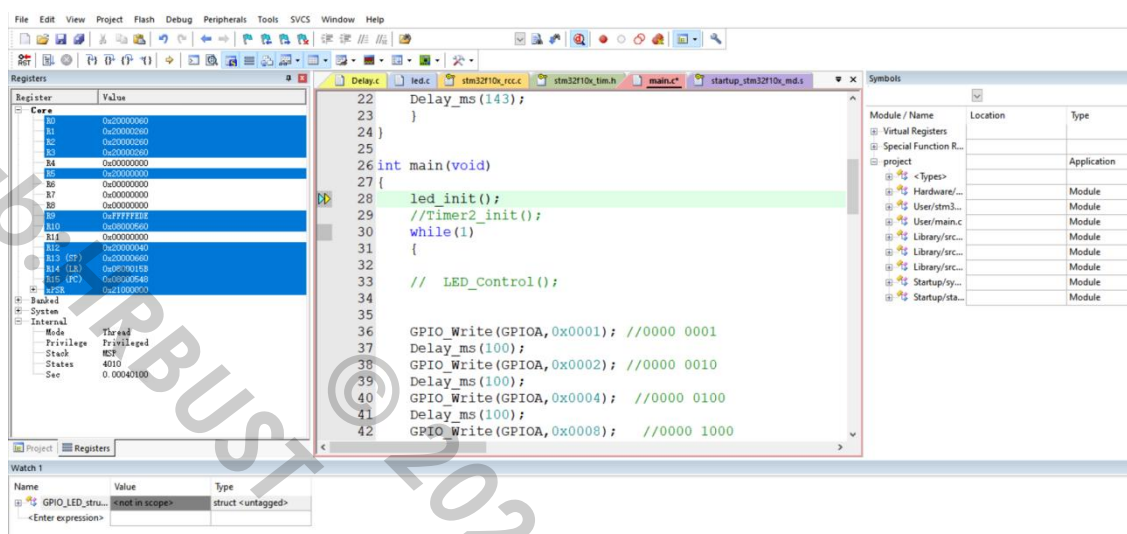 File Edit View Project Flash Debug Peripherals Tools SVCS Window Help
Registers
Register Value
Core
R0 0x20000060
R1 0x20000260
R2 0x20000260
R3 0x20000260
R4 0x00000000
R5 0x20000000
R6 0x00000000
R7 0x00000000
R8 0x00000000
R9 0xFFFFFEDE
R10 0x08000560
R11 0x00000000
R12 0x20000040
R13 (SP) 0x20000660
R14 (LR) 0x0800015B
R15 (PC) 0x08000548
xPSR 0x21000000
Banked
System
Internal
Mode Thread
Privilege Privileged
Stack MSP
States 4010
Sec 0.00040100
Project Registers
Delay.c led.c stm32f10x_rcc.c stm32f10x_tim.h main.c* startup_stm32f10x_md.s
22 Delay_ms(143);
23 }
24 }
25
26 int main(void)
27 {
28 led_init();
29 //Timer2_init();
30 while(1)
31 {
32
33 // LED_Control();
34
35
36 GPIO_Write(GPIOA,0x0001); //0000 0001
37 Delay_ms(100);
38 GPIO_Write(GPIOA,0x0002); //0000 0010
39 Delay_ms(100);
40 GPIO_Write(GPIOA,0x0004); //0000 0100
41 Delay_ms(100);
42 GPIO_Write(GPIOA,0x0008); //0000 1000
Symbols
Module / Name Location Type
Virtual Registers
Special Function R...
project Application
<Types>
Hardware/... Module
User/stm3... Module
User/main.c Module
Library/src... Module
Library/src... Module
Library/src... Module
Startup/sy... Module
Startup/sta... Module
Watch 1
Name Value Type
GPIO_LED_stru... <not in scope> struct <untagged>
<Enter expression>
HRBUST © 202